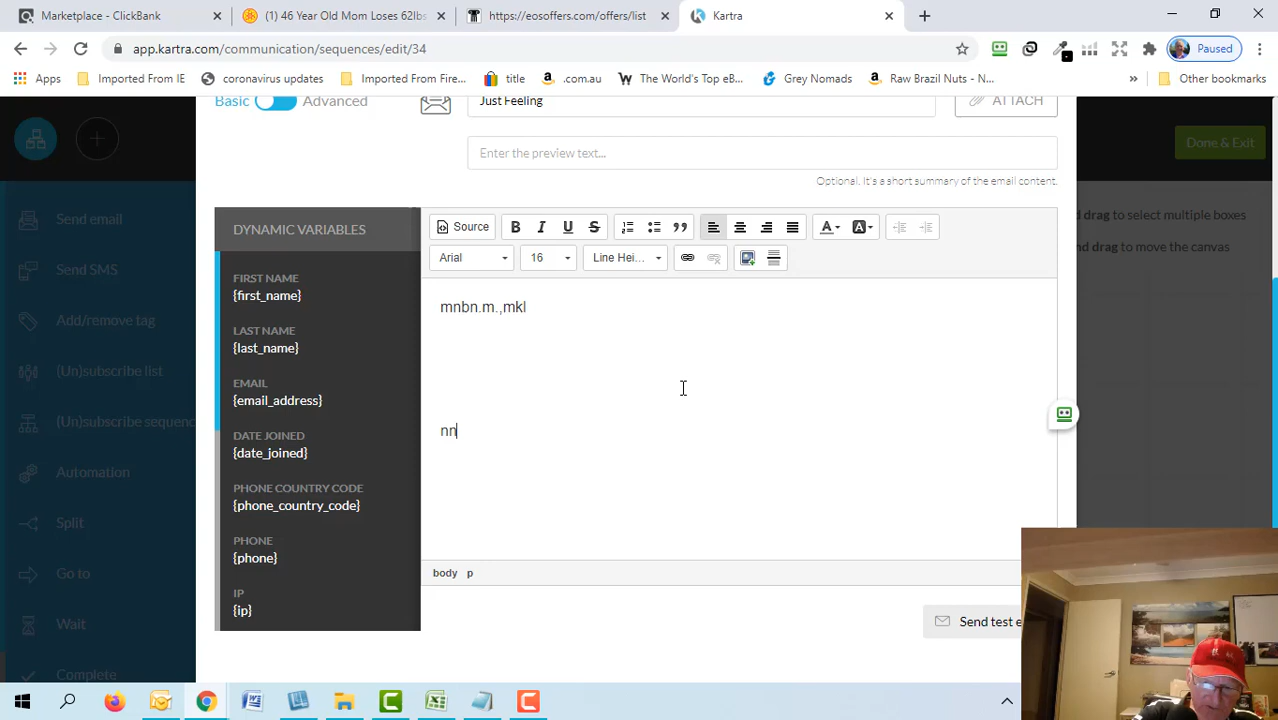 Marketplace - ClickBank
(1) 46 Year Old Mom Loses 62lbs
https://eosoffers.com/offers/list
Kartra
app.kartra.com/communication/sequences/edit/34
Paused
Apps
Imported From IE
coronavirus updates
Imported From Fire...
title
.com.au
The World's Top B...
Grey Nomads
Raw Brazil Nuts - N...
Other bookmarks
Basic
Advanced
Just Feeling
ATTACH
Enter the preview text...
Optional. It's a short summary of the email content.
Done & Exit
d drag to select multiple boxes
nd drag to move the canvas
Send email
Send SMS
Add/remove tag
(Un)subscribe list
(Un)subscribe sequenc
Automation
Split
Go to
Wait
Complete
DYNAMIC VARIABLES
FIRST NAME
{first_name}
LAST NAME
{last_name}
EMAIL
{email_address}
DATE JOINED
{date_joined}
PHONE COUNTRY CODE
{phone_country_code}
PHONE
{phone}
IP
{ip}
Source
B I U S
A A
Arial
16
Line Hei...
mnbn.m.,mkl
nn
body p
Send test e